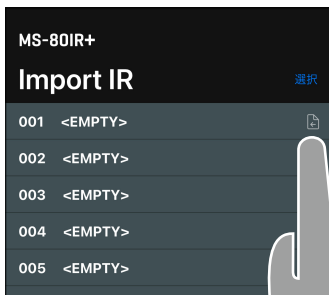 MS-80IR+
Import IR
選択
001 <EMPTY>
002 <EMPTY>
003 <EMPTY>
004 <EMPTY>
005 <EMPTY>